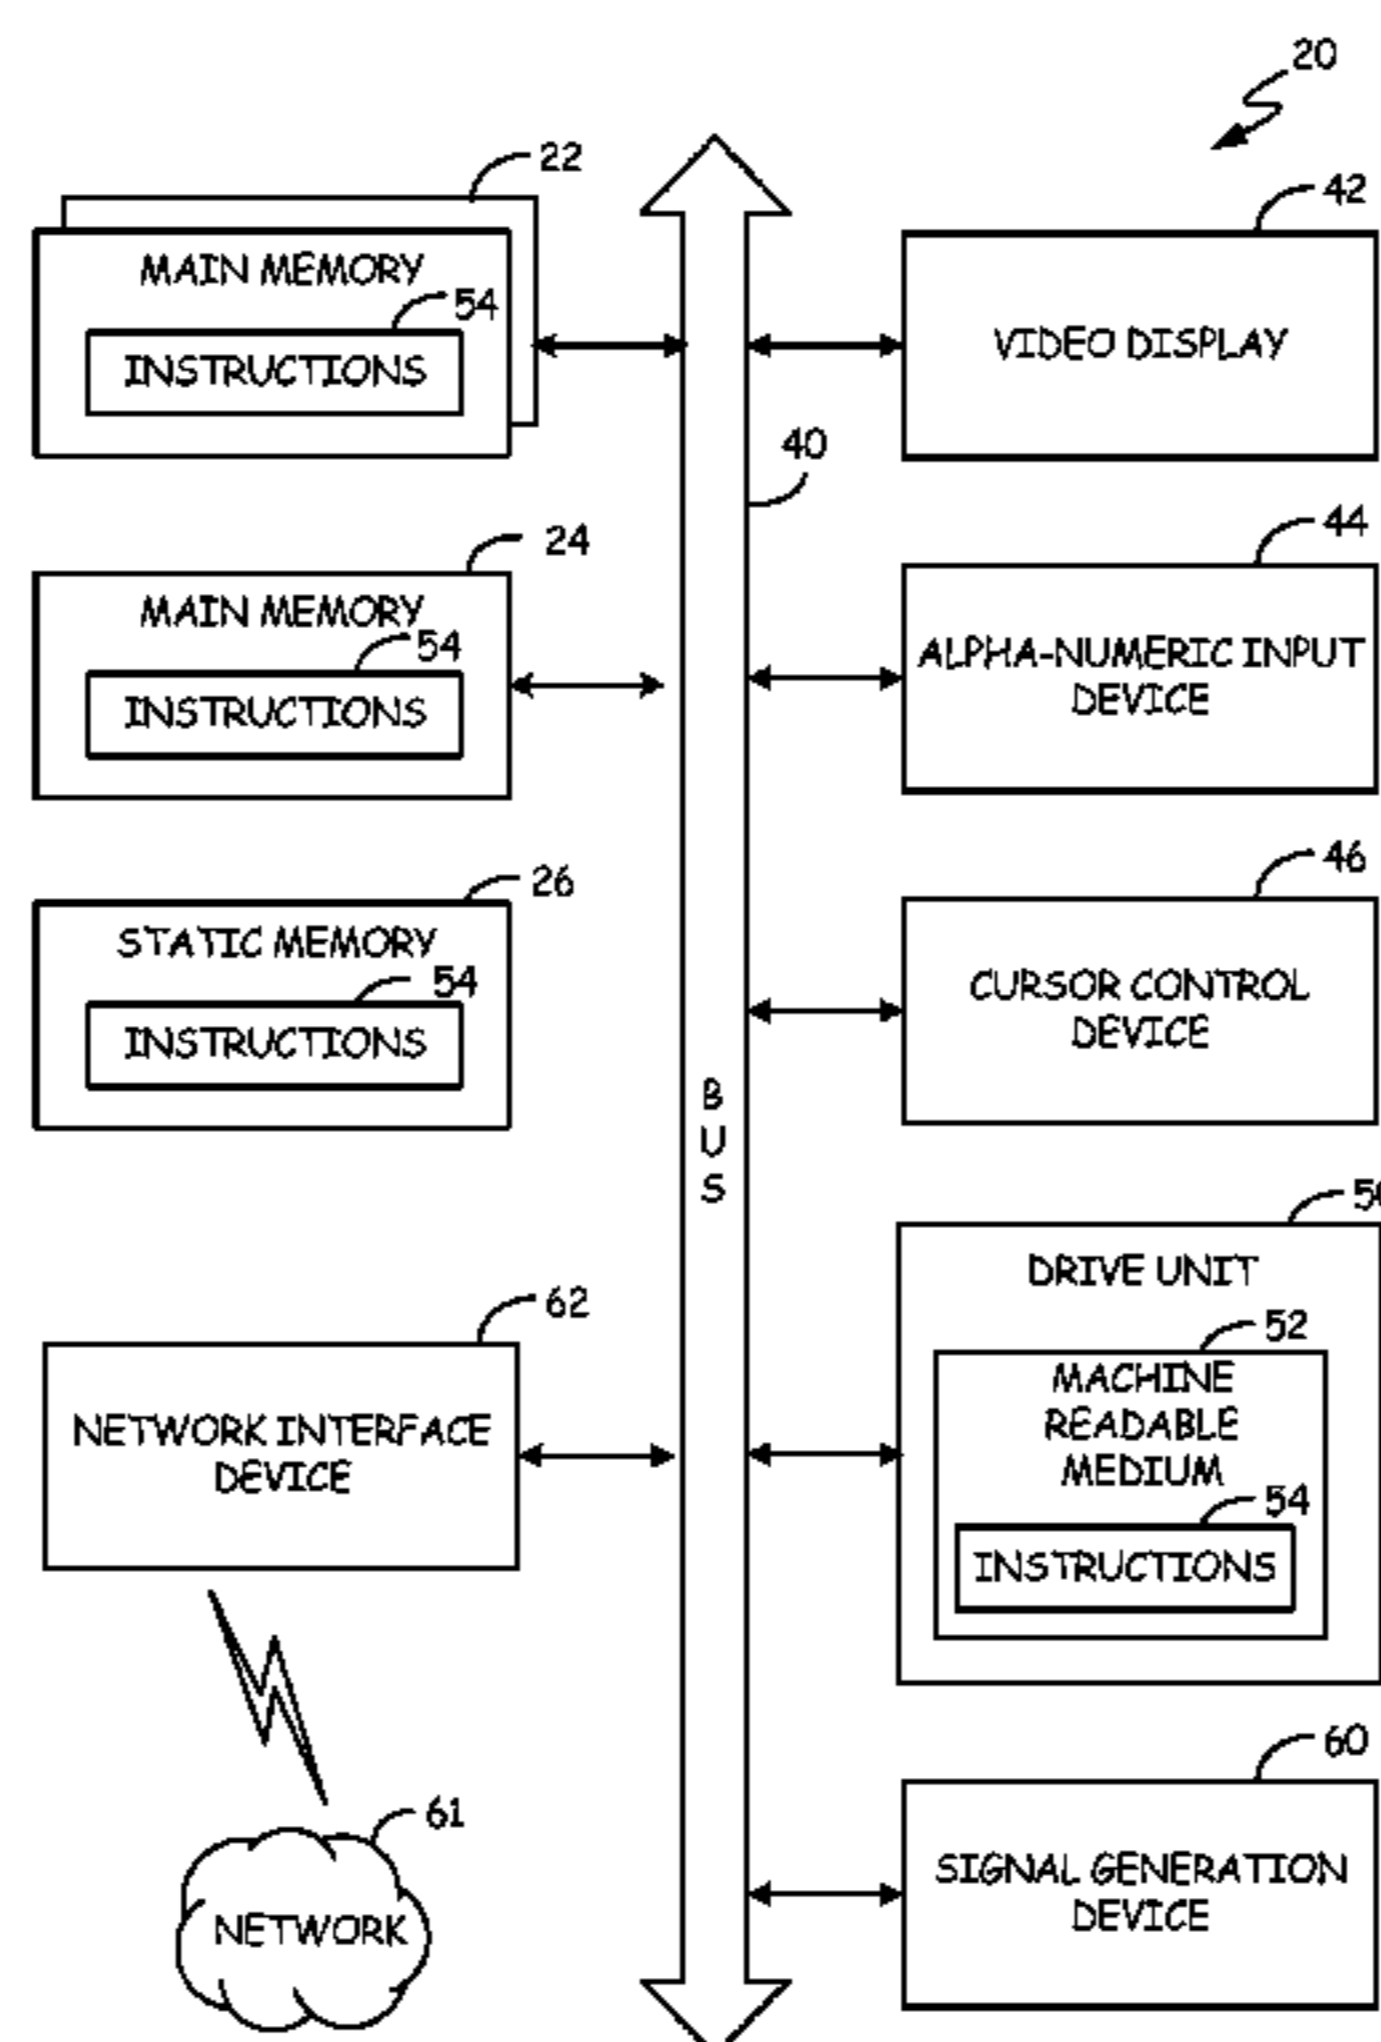 20
22
MAIN MEMORY
54
INSTRUCTIONS
42
VIDEO DISPLAY
40
24
MAIN MEMORY
54
INSTRUCTIONS
44
ALPHA-NUMERIC INPUT
DEVICE
26
STATIC MEMORY
54
INSTRUCTIONS
46
CURSOR CONTROL
DEVICE
BUS
62
NETWORK INTERFACE
DEVICE
DRIVE UNIT
52
MACHINE
READABLE
MEDIUM
54
INSTRUCTIONS
61
NETWORK
60
SIGNAL GENERATION
DEVICE